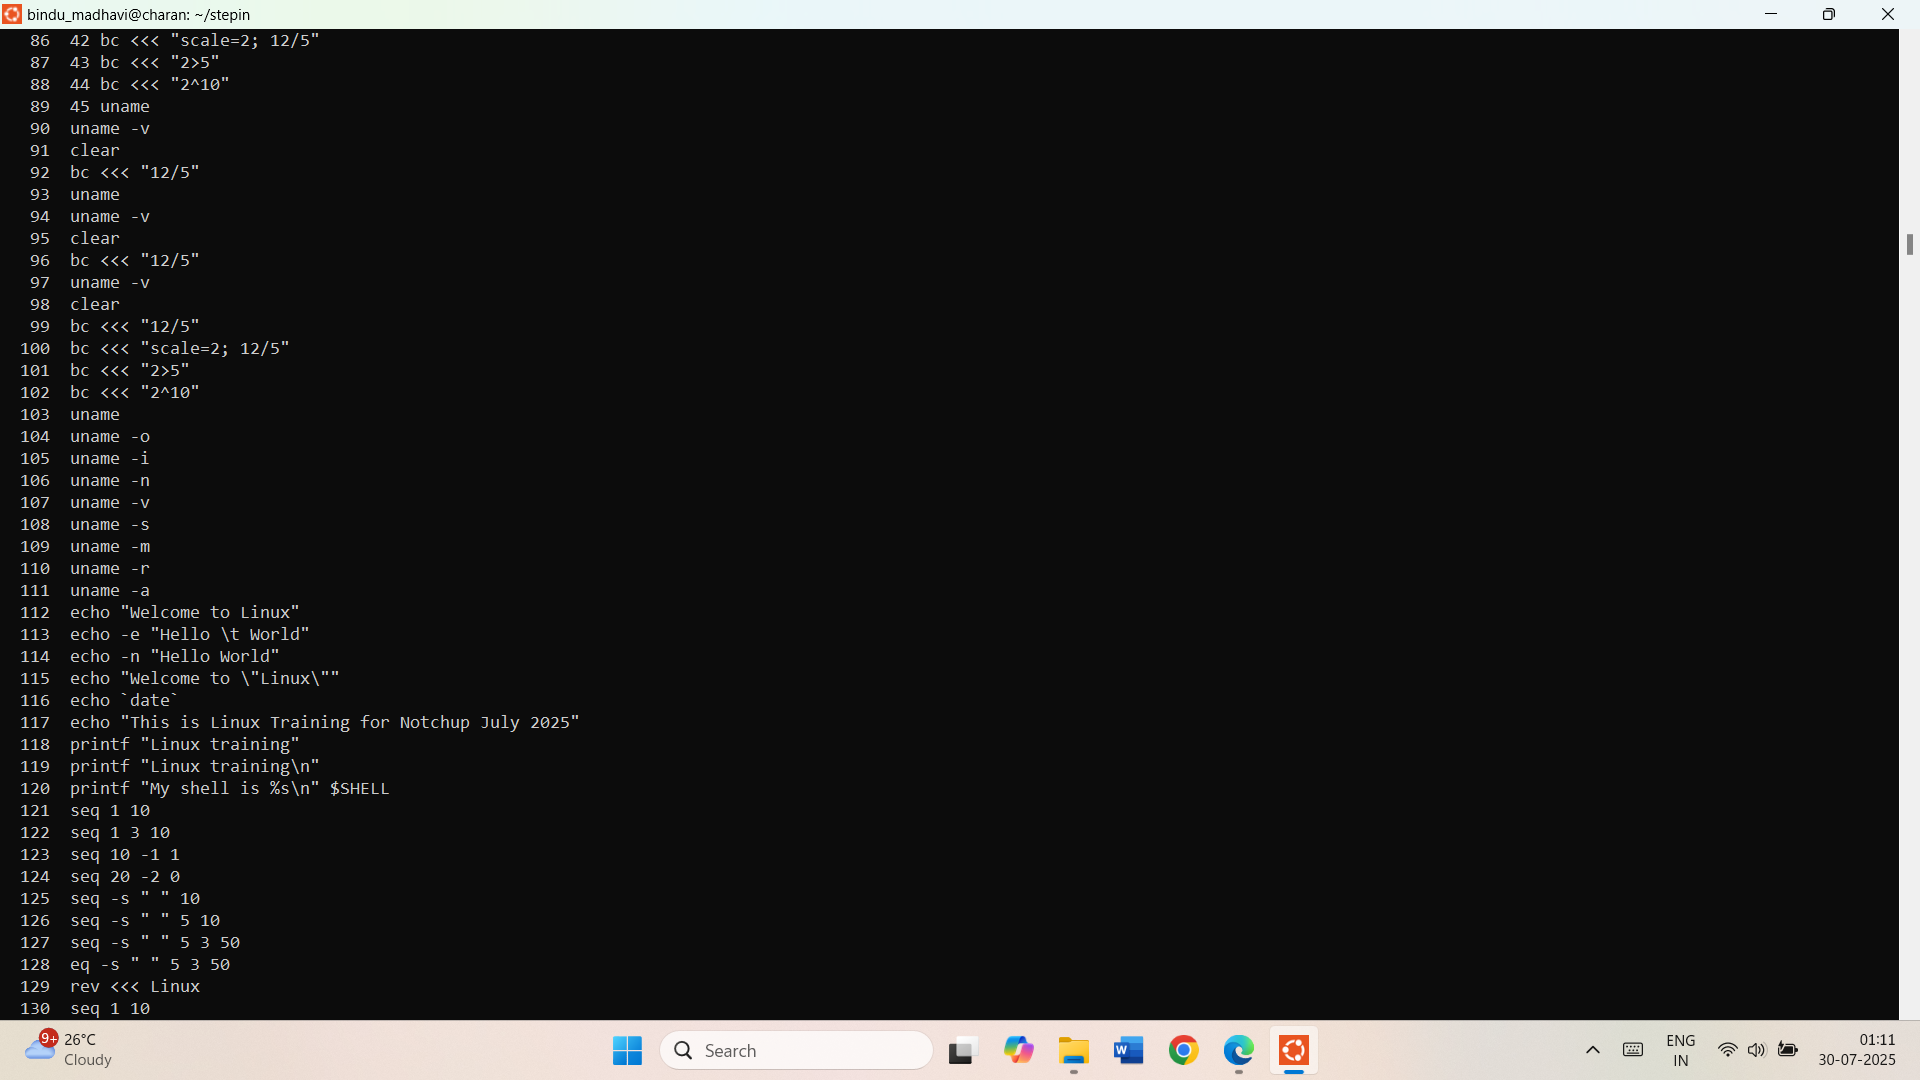 bindu_madhavi@charan: ~/stepin
86 42 bc <<< "scale=2; 12/5"
87 43 bc <<< "2>5"
88 44 bc <<< "2^10"
89 45 uname
90 uname -v
91 clear
92 bc <<< "12/5"
93 uname
94 uname -v
95 clear
96 bc <<< "12/5"
97 uname -v
98 clear
99 bc <<< "12/5"
100 bc <<< "scale=2; 12/5"
101 bc <<< "2>5"
102 bc <<< "2^10"
103 uname
104 uname -o
105 uname -i
106 uname -n
107 uname -v
108 uname -s
109 uname -m
110 uname -r
111 uname -a
112 echo "Welcome to Linux"
113 echo -e "Hello \t World"
114 echo -n "Hello World"
115 echo "Welcome to \"Linux\""
116 echo `date`
117 echo "This is Linux Training for Notchup July 2025"
118 printf "Linux training"
119 printf "Linux training\n"
120 printf "My shell is %s\n" $SHELL
121 seq 1 10
122 seq 1 3 10
123 seq 10 -1 1
124 seq 20 -2 0
125 seq -s " " 10
126 seq -s " " 5 10
127 seq -s " " 5 3 50
128 eq -s " " 5 3 50
129 rev <<< Linux
130 seq 1 10
9+ 26°C
Cloudy
Search
W
ENG
IN
01:11
30-07-2025